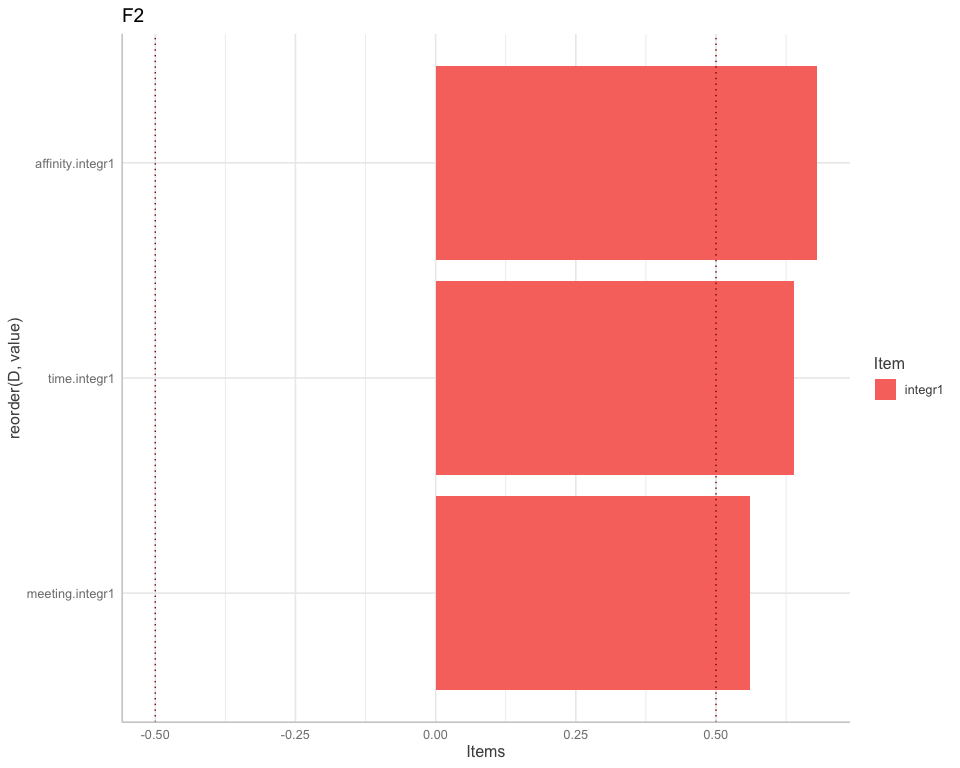 F2
reorder(D, value)
affinity.integr1
time.integr1
meeting.integr1
-0.50
-0.25
0.00
0.25
0.50
Items
Item
integr1